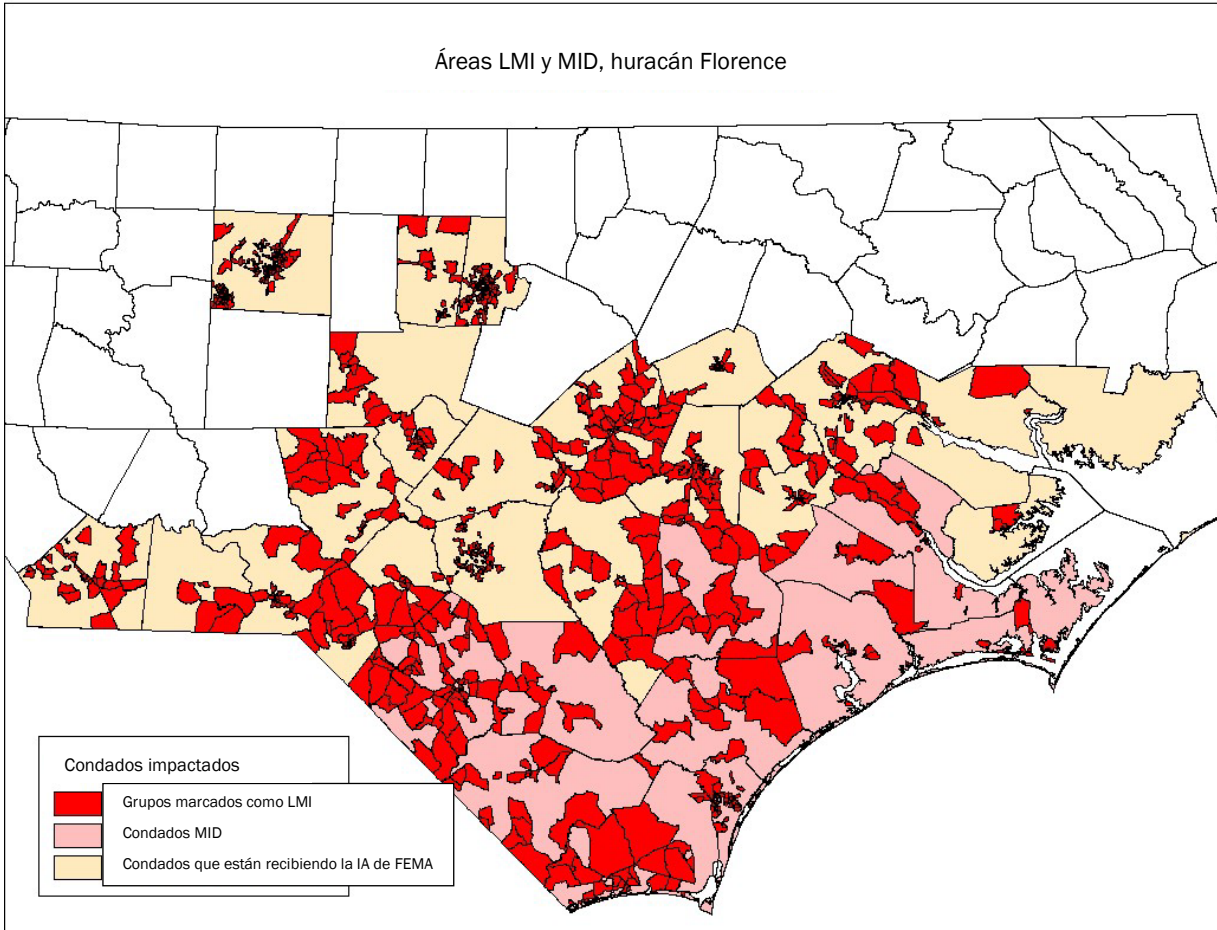 Áreas LMI y MID, huracán Florence
Condados impactados
Grupos marcados como LMI
Condados MID
Condados que están recibiendo la IA de FEMA